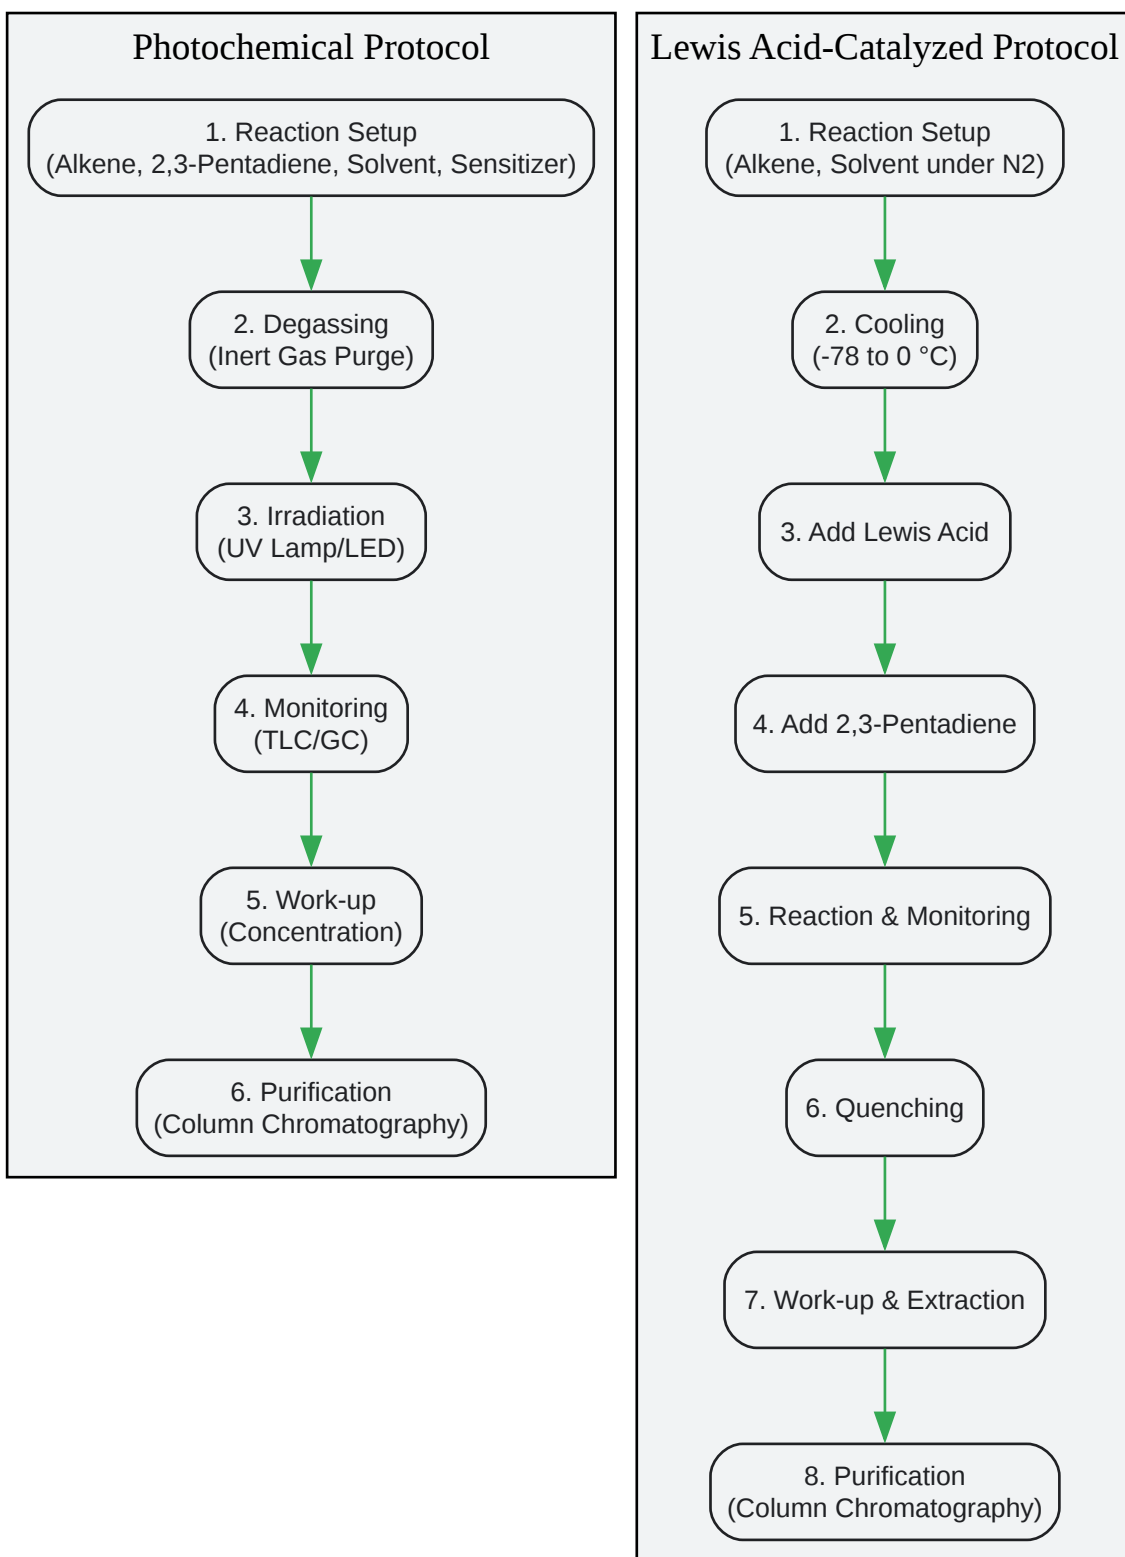 Photochemical Protocol
1. Reaction Setup
(Alkene, 2,3-Pentadiene, Solvent, Sensitizer)
2. Degassing
(Inert Gas Purge)
3. Irradiation
(UV Lamp/LED)
4. Monitoring
(TLC/GC)
5. Work-up
(Concentration)
6. Purification
(Column Chromatography)
Lewis Acid-Catalyzed Protocol
1. Reaction Setup
(Alkene, Solvent under N2)
2. Cooling
(-78 to 0 °C)
3. Add Lewis Acid
4. Add 2,3-Pentadiene
5. Reaction & Monitoring
6. Quenching
7. Work-up & Extraction
8. Purification
(Column Chromatography)